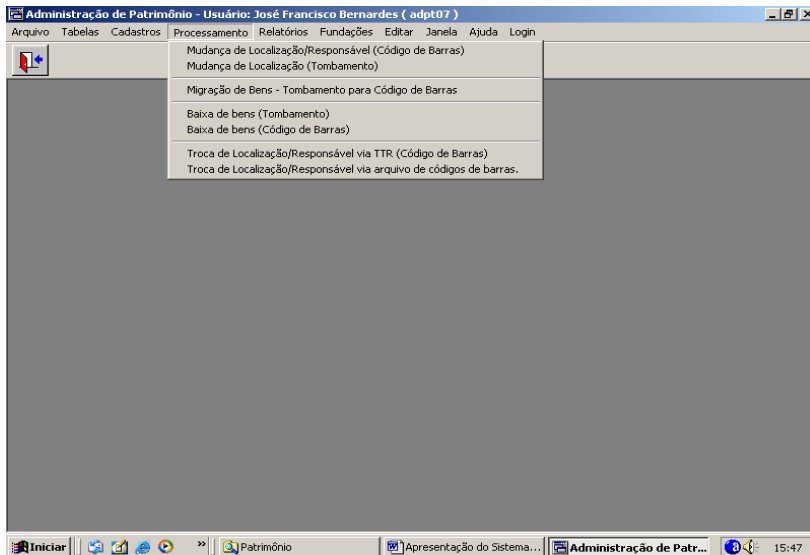 Administração de Patrimônio - Usuário: José Francisco Bernardes ( adpt07 )
Arquivo Tabelas Cadastros Processamento Relatórios Fundações Editar Janela Ajuda Login
Mudança de Localização/Responsável (Código de Barras)
Mudança de Localização (Tombamento)
Migração de Bens - Tombamento para Código de Barras
Baixa de bens (Tombamento)
Baixa de bens (Código de Barras)
Troca de Localização/Responsável via TTR (Código de Barras)
Troca de Localização/Responsável via arquivo de códigos de barras.
Iniciar » Patrimônio Apresentação do Sistema... Administração de Patr... 15:47